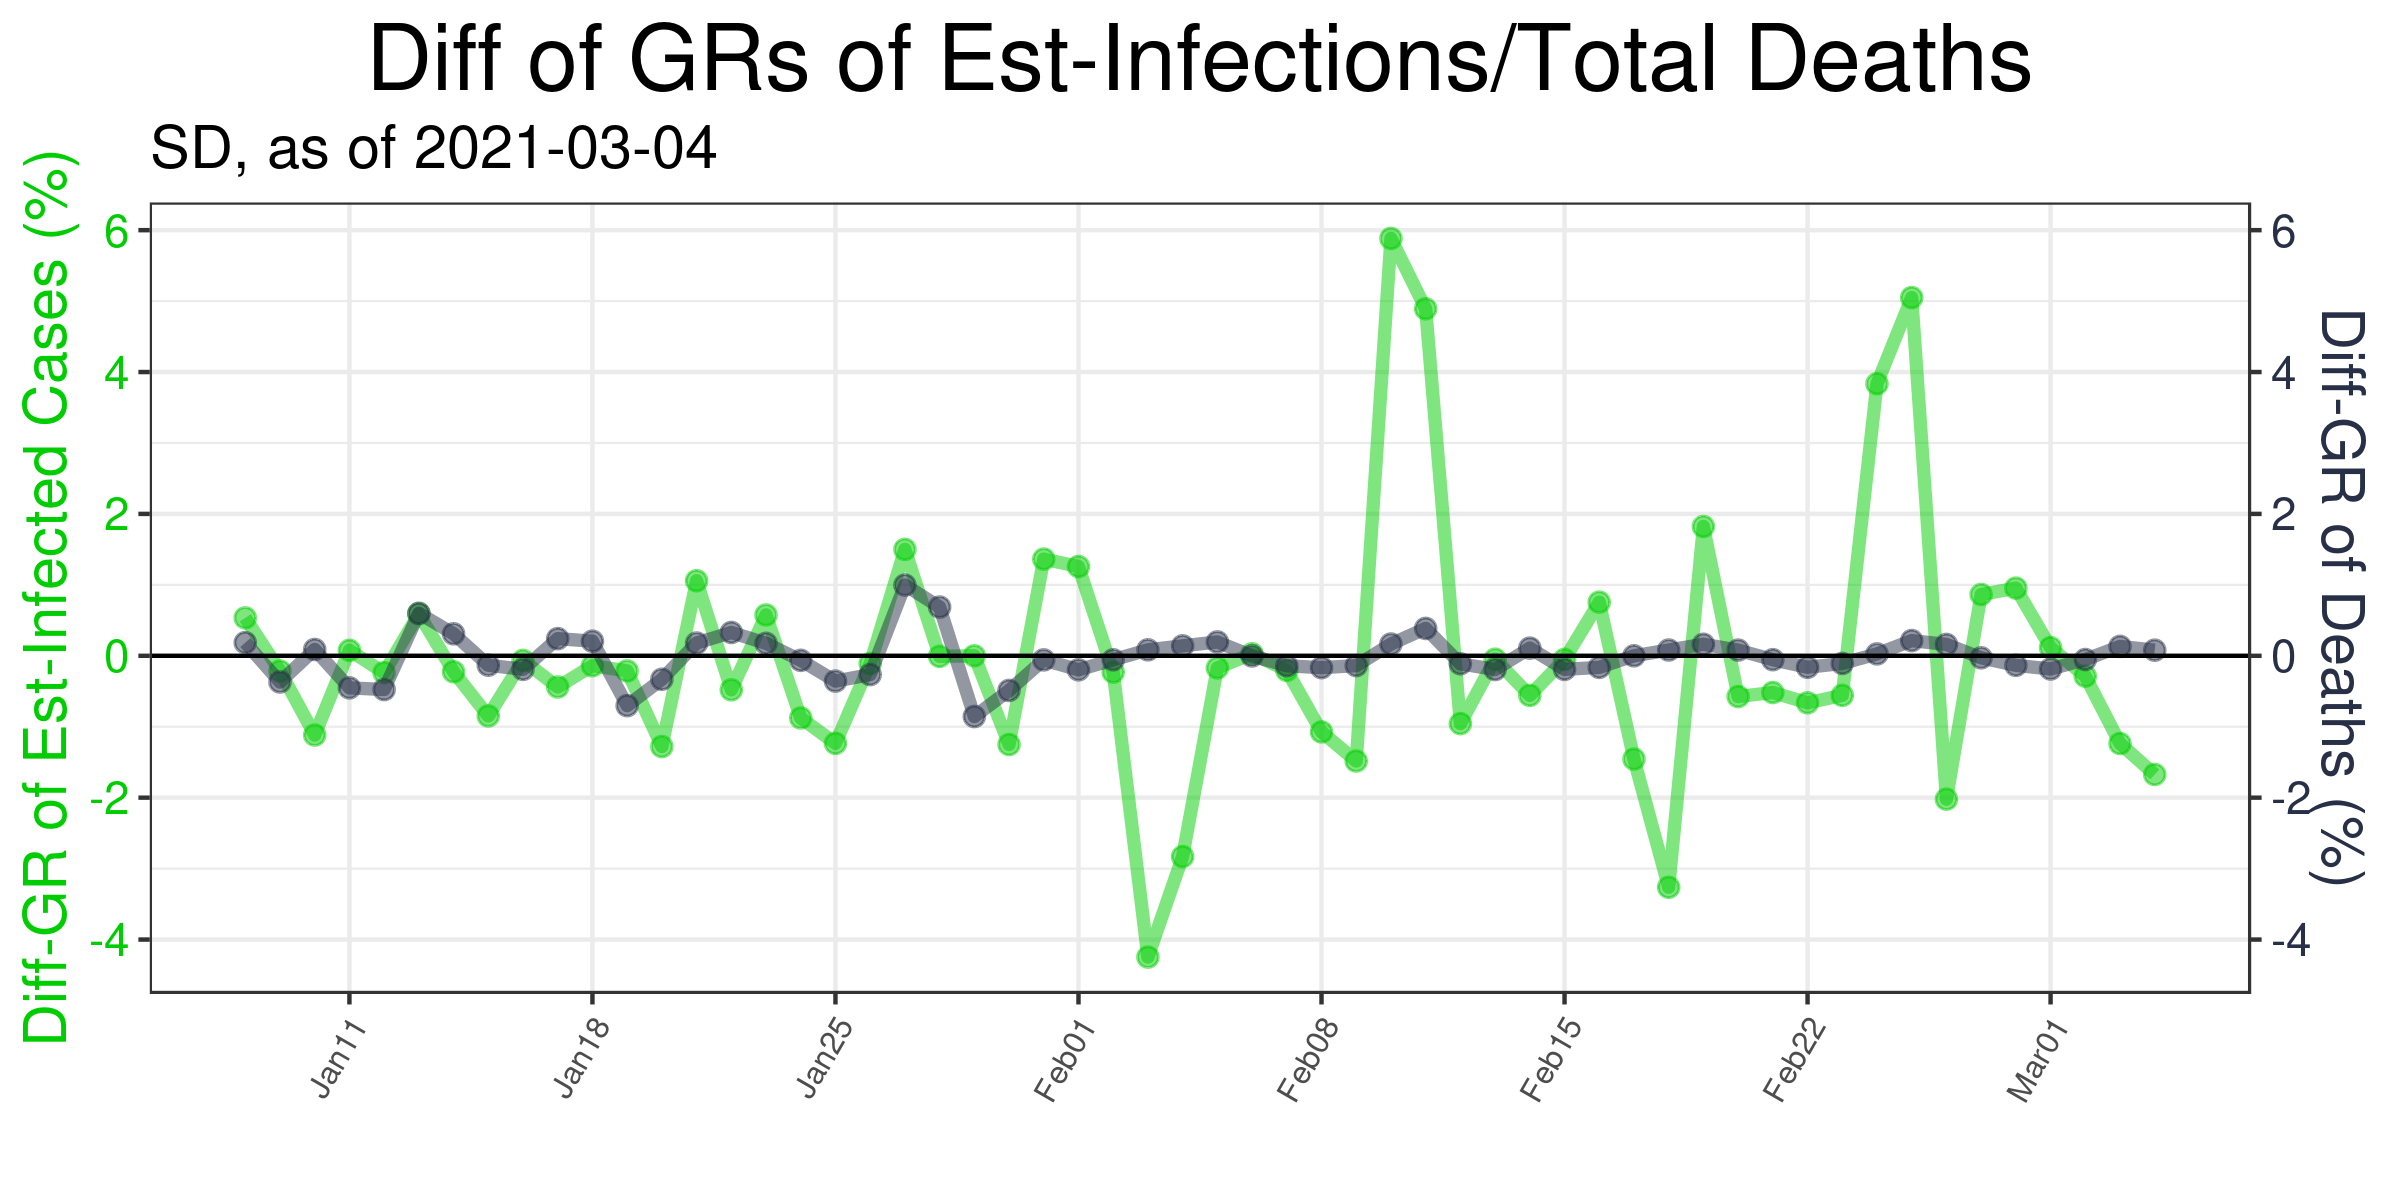 Diff of GRs of Est-Infections/Total Deaths
SD, as of 2021-03-04
Diff-GR of Est-Infected Cases (%)
6
4
2
0
-2
-4
6
4
2
0
-2
-4
Diff-GR of Deaths (%)
Jan11
Jan18
Jan25
Feb01
Feb08
Feb15
Feb22
Mar01